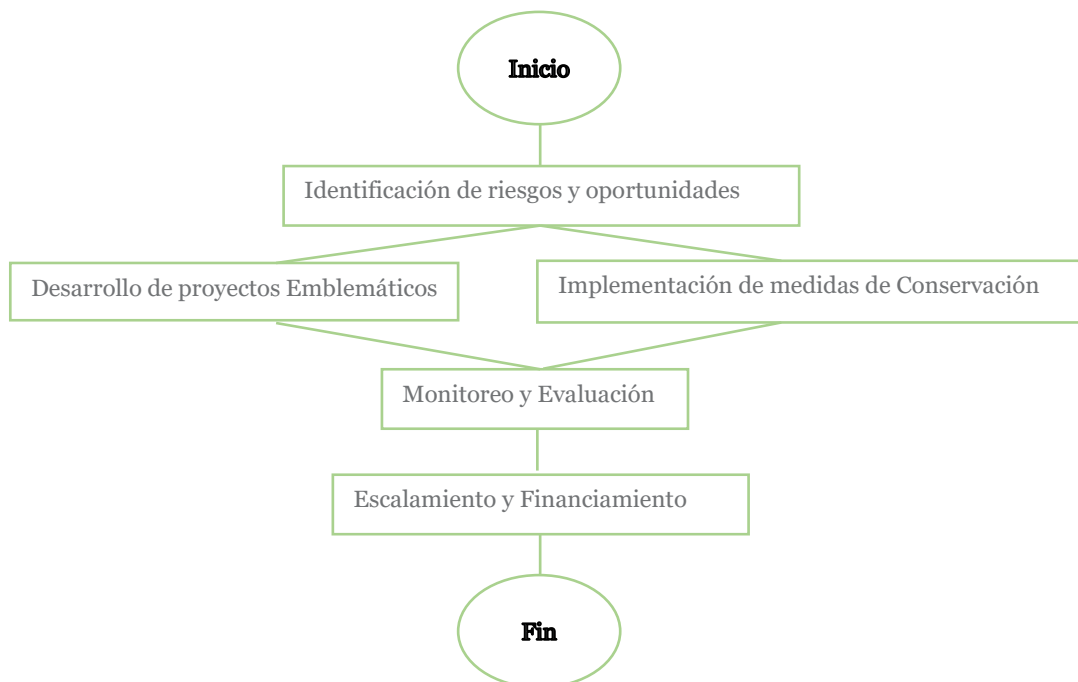 Inicio
Identificación de riesgos y oportunidades
Desarrollo de proyectos Emblemáticos
Implementación de medidas de Conservación
Monitoreo y Evaluación
Escalamiento y Financiamiento
Fin